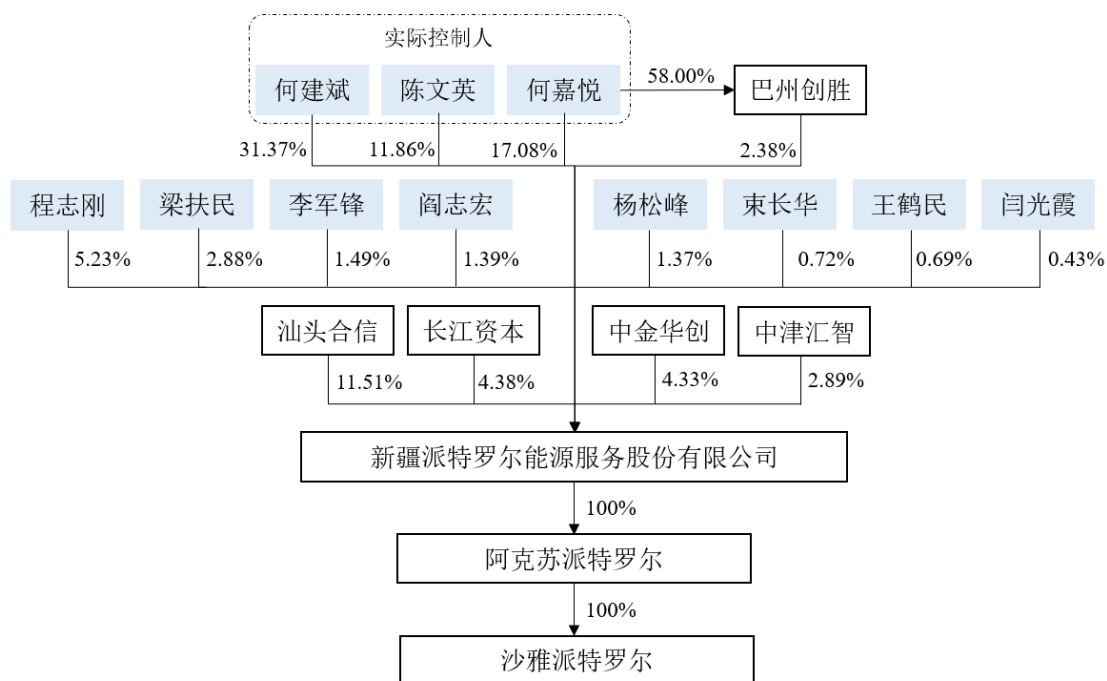 实际控制人
何建斌 陈文英 何嘉悦 58.00% 巴州创胜
31.37% 11.86% 17.08% 2.38%
程志刚 梁扶民 李军锋 阎志宏 杨松峰 束长华 王鹤民 闫光霞
5.23% 2.88% 1.49% 1.39% 1.37% 0.72% 0.69% 0.43%
汕头合信 长江资本 中金华创 中津汇智
11.51% 4.38% 4.33% 2.89%
新疆派特罗尔能源服务股份有限公司
100%
阿克苏派特罗尔
100%
沙雅派特罗尔